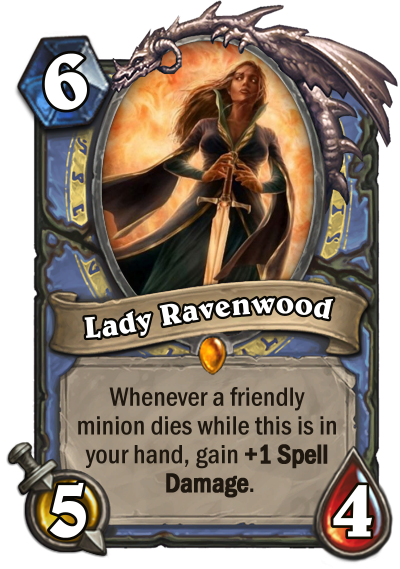 6
Lady Ravenwood
Whenever a friendly
minion dies while this is in
your hand, gain +1 Spell
Damage.
5
4